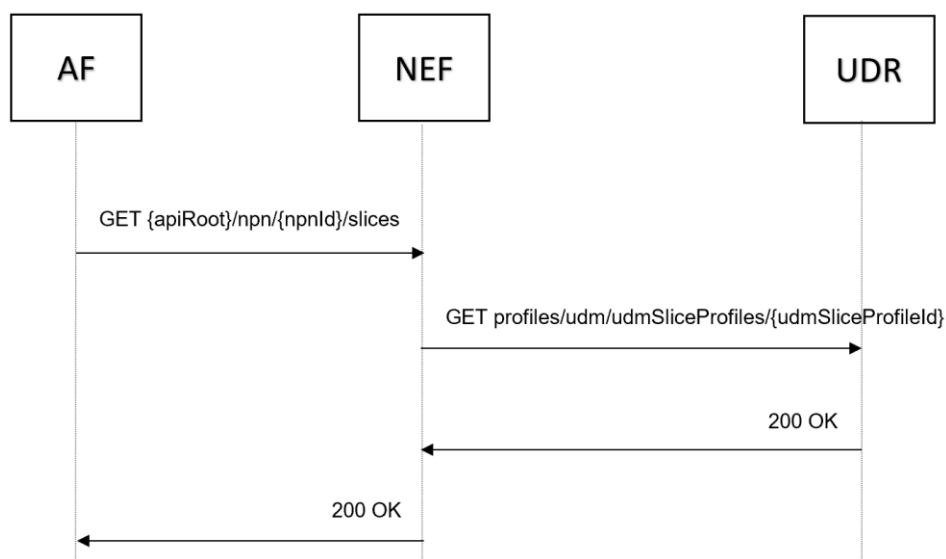 AF
NEF
UDR
GET {apiRoot}/npn/{npnId}/slices
GET profiles/udm/udmSliceProfiles/{udmSliceProfileId}
200 OK
200 OK